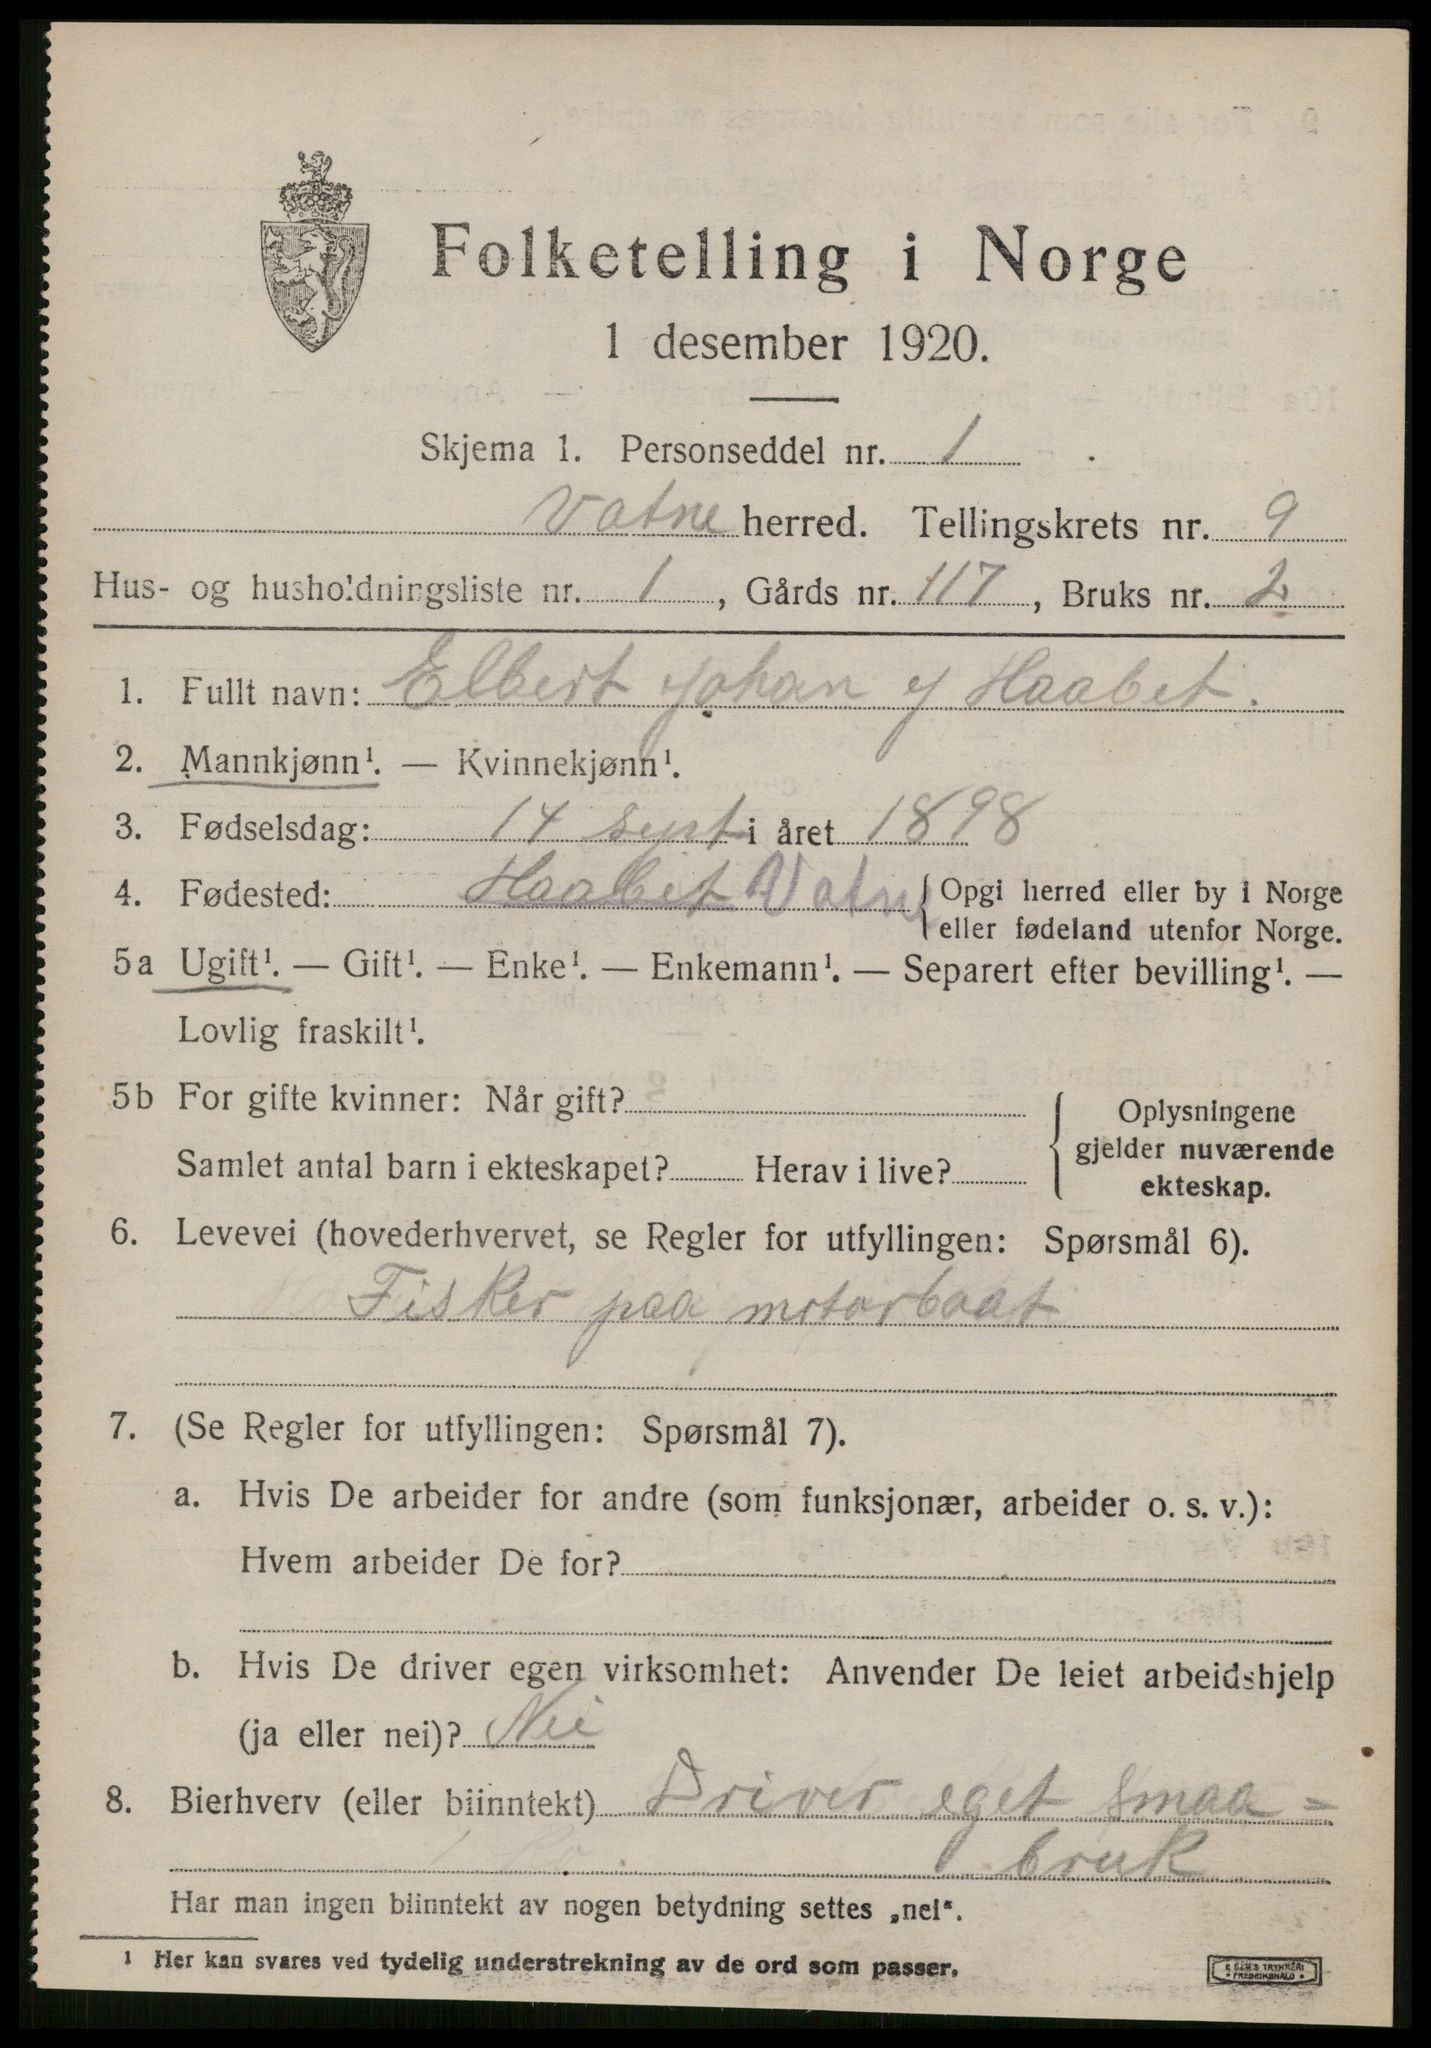 Folketelling i Norge
1 desember 1920.
Skjema 1. Personseddel nr. 1
Vatne herred. Tellingskrets nr. 9
Hus- og husholdningsliste nr. 1, Gårds nr. 117, Bruks nr. 2
1. Fullt navn: Elbert Johan J Haabet.
2. Mannkjønn¹. — Kvinnekjønn¹.
3. Fødselsdag: 14 sept i året 1898
4. Fødested: Haabet Vatne { Opgi herred eller by i Norge
eller fødeland utenfor Norge.
5a Ugift¹. — Gift¹. — Enke¹. — Enkemann¹. — Separert efter bevilling¹. —
Lovlig fraskilt¹.
5b For gifte kvinner: Når gift?
Samlet antal barn i ekteskapet? Herav i live?
{ Oplysningene
gjelder nuværende
ekteskap.
6. Levevei (hovederhvervet, se Regler for utfyllingen: Spørsmål 6).
Fisker paa motorbaat
7. (Se Regler for utfyllingen: Spørsmål 7).
a. Hvis De arbeider for andre (som funksjonær, arbeider o. s. v.):
Hvem arbeider De for?
b. Hvis De driver egen virksomhet: Anvender De leiet arbeidshjelp
(ja eller nei)? Nei
8. Bierhverv (eller biinntekt) Driver eget smaa=
bruk
Har man ingen biinntekt av nogen betydning settes „nei“.
¹ Her kan svares ved tydelig understrekning av de ord som passer.
E SEM'S TRYKKERI
FREDRIKSHALD